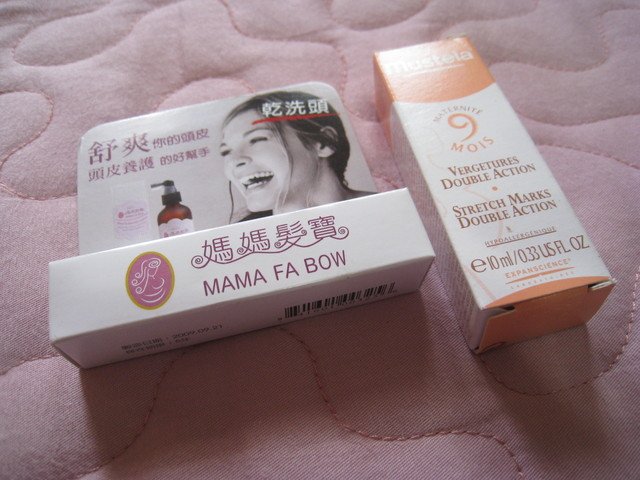 乾洗頭
舒爽 你的頭皮
頭皮養護 的好幫手
媽媽髮寶
MAMA FA BOW
2009.09.21
mustela
MATERNITÉ
9
MOIS
VERGETURES
DOUBLE ACTION
STRETCH MARKS
DOUBLE ACTION
HYPOALLERGÉNIQUE
e10ml/0.33 US FL. OZ
EXPANSCIENCE